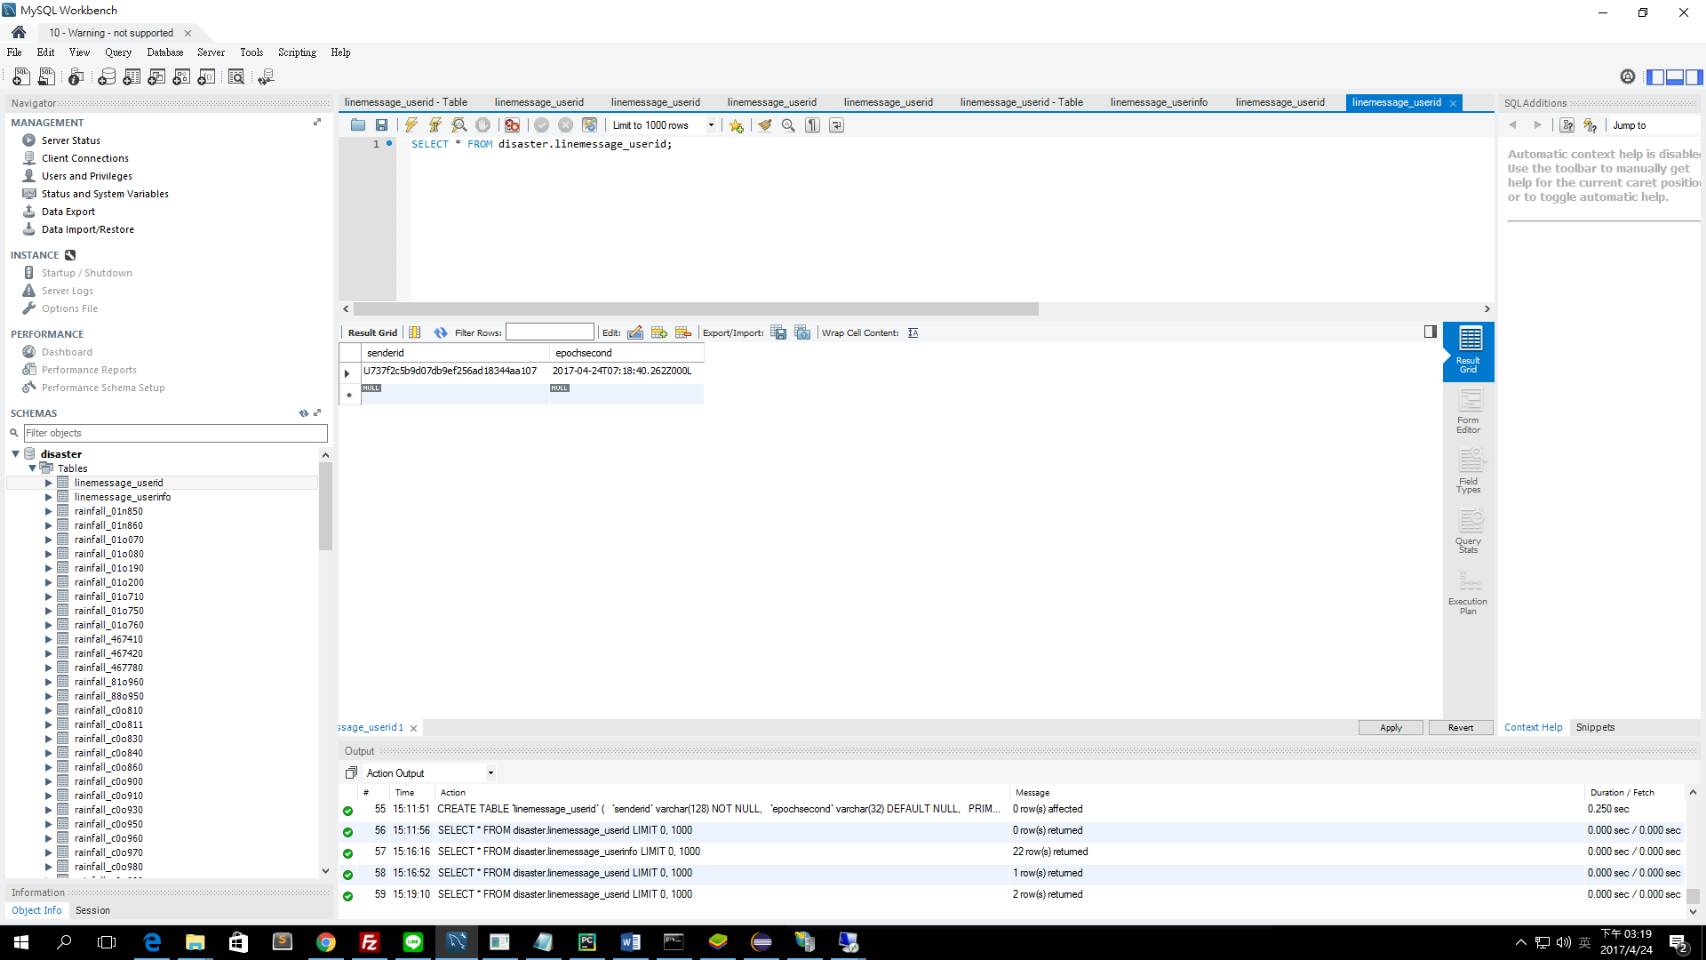 MySQL Workbench
10 - Warning - not supported
File Edit View Query Database Server Tools Scripting Help
Navigator
MANAGEMENT
Server Status
Client Connections
Users and Privileges
Status and System Variables
Data Export
Data Import/Restore
INSTANCE
Startup / Shutdown
Server Logs
Options File
PERFORMANCE
Dashboard
Performance Reports
Performance Schema Setup
SCHEMAS
Filter objects
disaster
Tables
linemessage_userid
linemessage_userinfo
rainfall_01n850
rainfall_01n860
rainfall_01o070
rainfall_01o080
rainfall_01o190
rainfall_01o200
rainfall_01o710
rainfall_01o750
rainfall_01o760
rainfall_467410
rainfall_467420
rainfall_467780
rainfall_81o960
rainfall_88o950
rainfall_c0o810
rainfall_c0o811
rainfall_c0o830
rainfall_c0o840
rainfall_c0o860
rainfall_c0o900
rainfall_c0o910
rainfall_c0o930
rainfall_c0o950
rainfall_c0o960
rainfall_c0o970
rainfall_c0o980
Information
Object Info Session
linemessage_userid - Table linemessage_userid linemessage_userid linemessage_userid linemessage_userid linemessage_userid - Table linemessage_userinfo linemessage_userid linemessage_userid
Limit to 1000 rows
1 SELECT * FROM disaster.linemessage_userid;
Result Grid Filter Rows: Edit: Export/Import: Wrap Cell Content:
senderid epochsecond
U737f2c5b9d07db9ef256ad18344aa107 2017-04-24T07:18:40.262Z000L
NULL NULL
Result Grid
Form Editor
Field Types
Query Stats
Execution Plan
ssage_userid 1
Apply Revert
SQL Additions
Jump to
Automatic context help is disable
Use the toolbar to manually get
help for the current caret positio
or to toggle automatic help.
Context Help Snippets
Output
Action Output
# Time Action Message Duration / Fetch
55 15:11:51 CREATE TABLE `linemessage_userid` ( `senderid` varchar(128) NOT NULL, `epochsecond` varchar(32) DEFAULT NULL, PRIM... 0 row(s) affected 0.250 sec
56 15:11:56 SELECT * FROM disaster.linemessage_userid LIMIT 0, 1000 0 row(s) returned 0.000 sec / 0.000 sec
57 15:16:16 SELECT * FROM disaster.linemessage_userinfo LIMIT 0, 1000 22 row(s) returned 0.000 sec / 0.000 sec
58 15:16:52 SELECT * FROM disaster.linemessage_userid LIMIT 0, 1000 1 row(s) returned 0.000 sec / 0.000 sec
59 15:19:10 SELECT * FROM disaster.linemessage_userid LIMIT 0, 1000 2 row(s) returned 0.000 sec / 0.000 sec
英
下午 03:19
2017/4/24
2